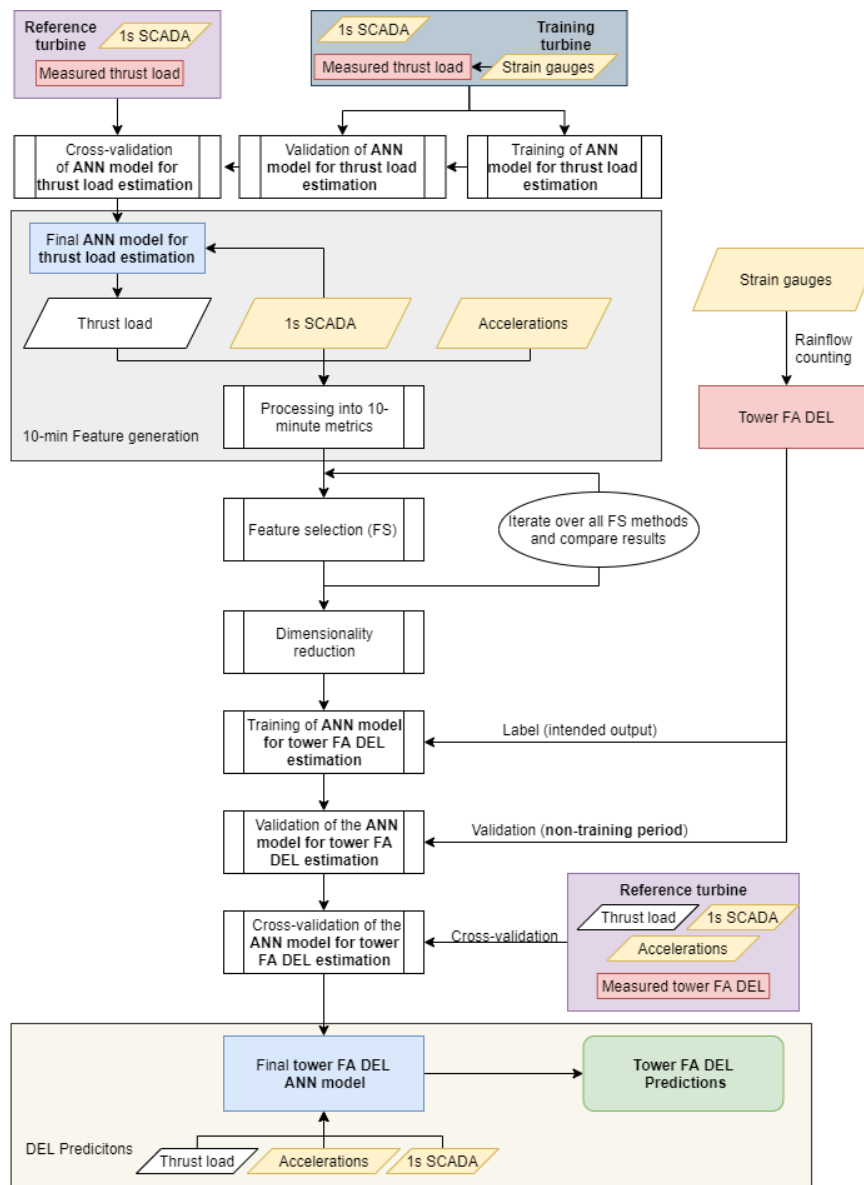 Reference
turbine
1s SCADA
Measured thrust load
1s SCADA
Training
turbine
Measured thrust load
Strain gauges
Cross-validation
of ANN model for
thrust load estimation
Validation of ANN
model for thrust load
estimation
Training of ANN
model for thrust load
estimation
Final ANN model for
thrust load estimation
Thrust load
1s SCADA
Accelerations
Processing into 10-
minute metrics
10-min Feature generation
Strain gauges
Rainflow
counting
Tower FA DEL
Feature selection (FS)
Iterate over all FS methods
and compare results
Dimensionality
reduction
Training of ANN model
for tower FA DEL
estimation
Label (intended output)
Validation of the ANN
model for tower FA
DEL estimation
Validation (non-training period)
Cross-validation of the
ANN model for tower
FA DEL estimation
Cross-validation
Reference turbine
Thrust load
1s SCADA
Accelerations
Measured tower FA DEL
Final tower FA DEL
ANN model
Tower FA DEL
Predictions
DEL Predicitons
Thrust load
Accelerations
1s SCADA